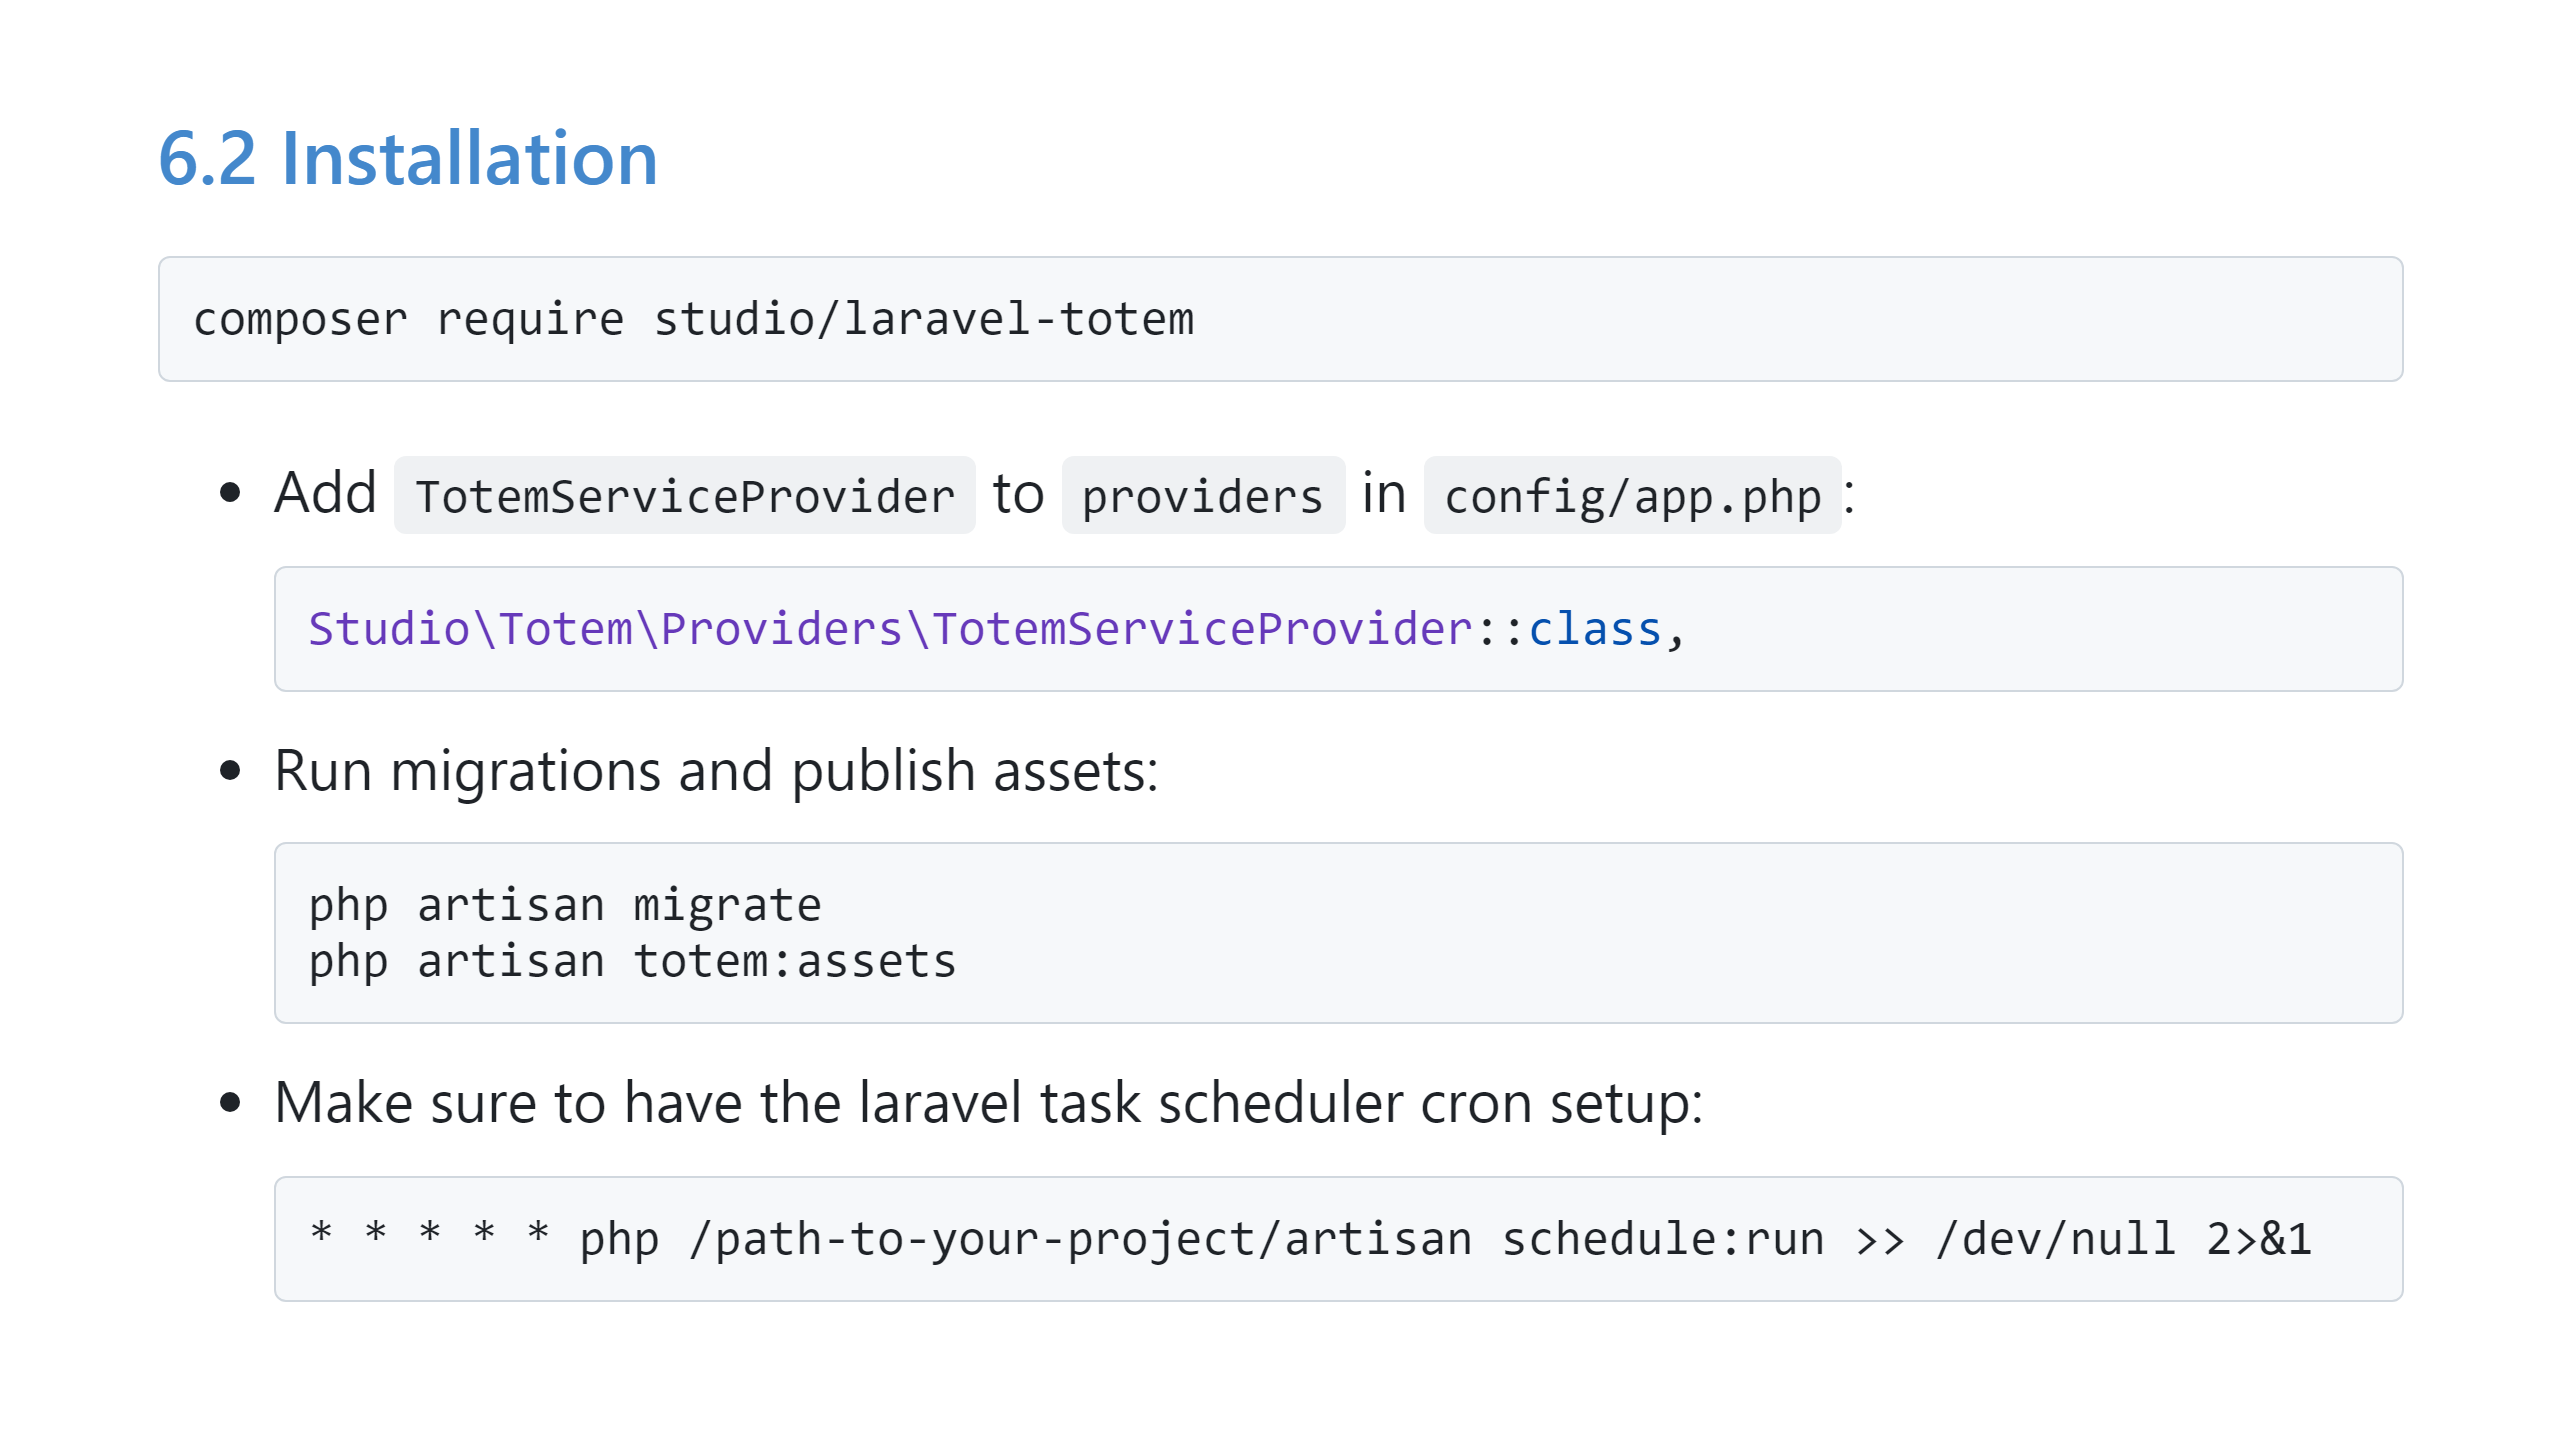 6.2 Installation
composer require studio/laravel-totem
• Add TotemServiceProvider to providers in config/app.php:
Studio\Totem\Providers\TotemServiceProvider::class,
• Run migrations and publish assets:
php artisan migrate
php artisan totem:assets
• Make sure to have the laravel task scheduler cron setup:
* * * * * php /path-to-your-project/artisan schedule:run >> /dev/null 2>&1